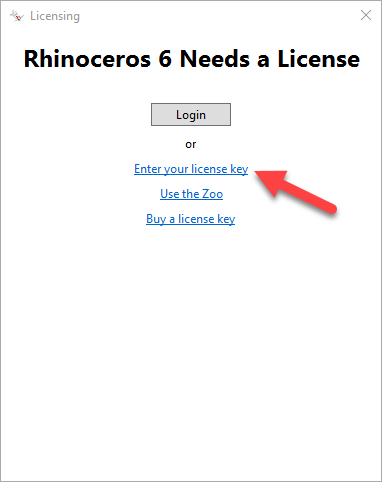 Licensing
Rhinoceros 6 Needs a License
Login
or
Enter your license key
Use the Zoo
Buy a license key